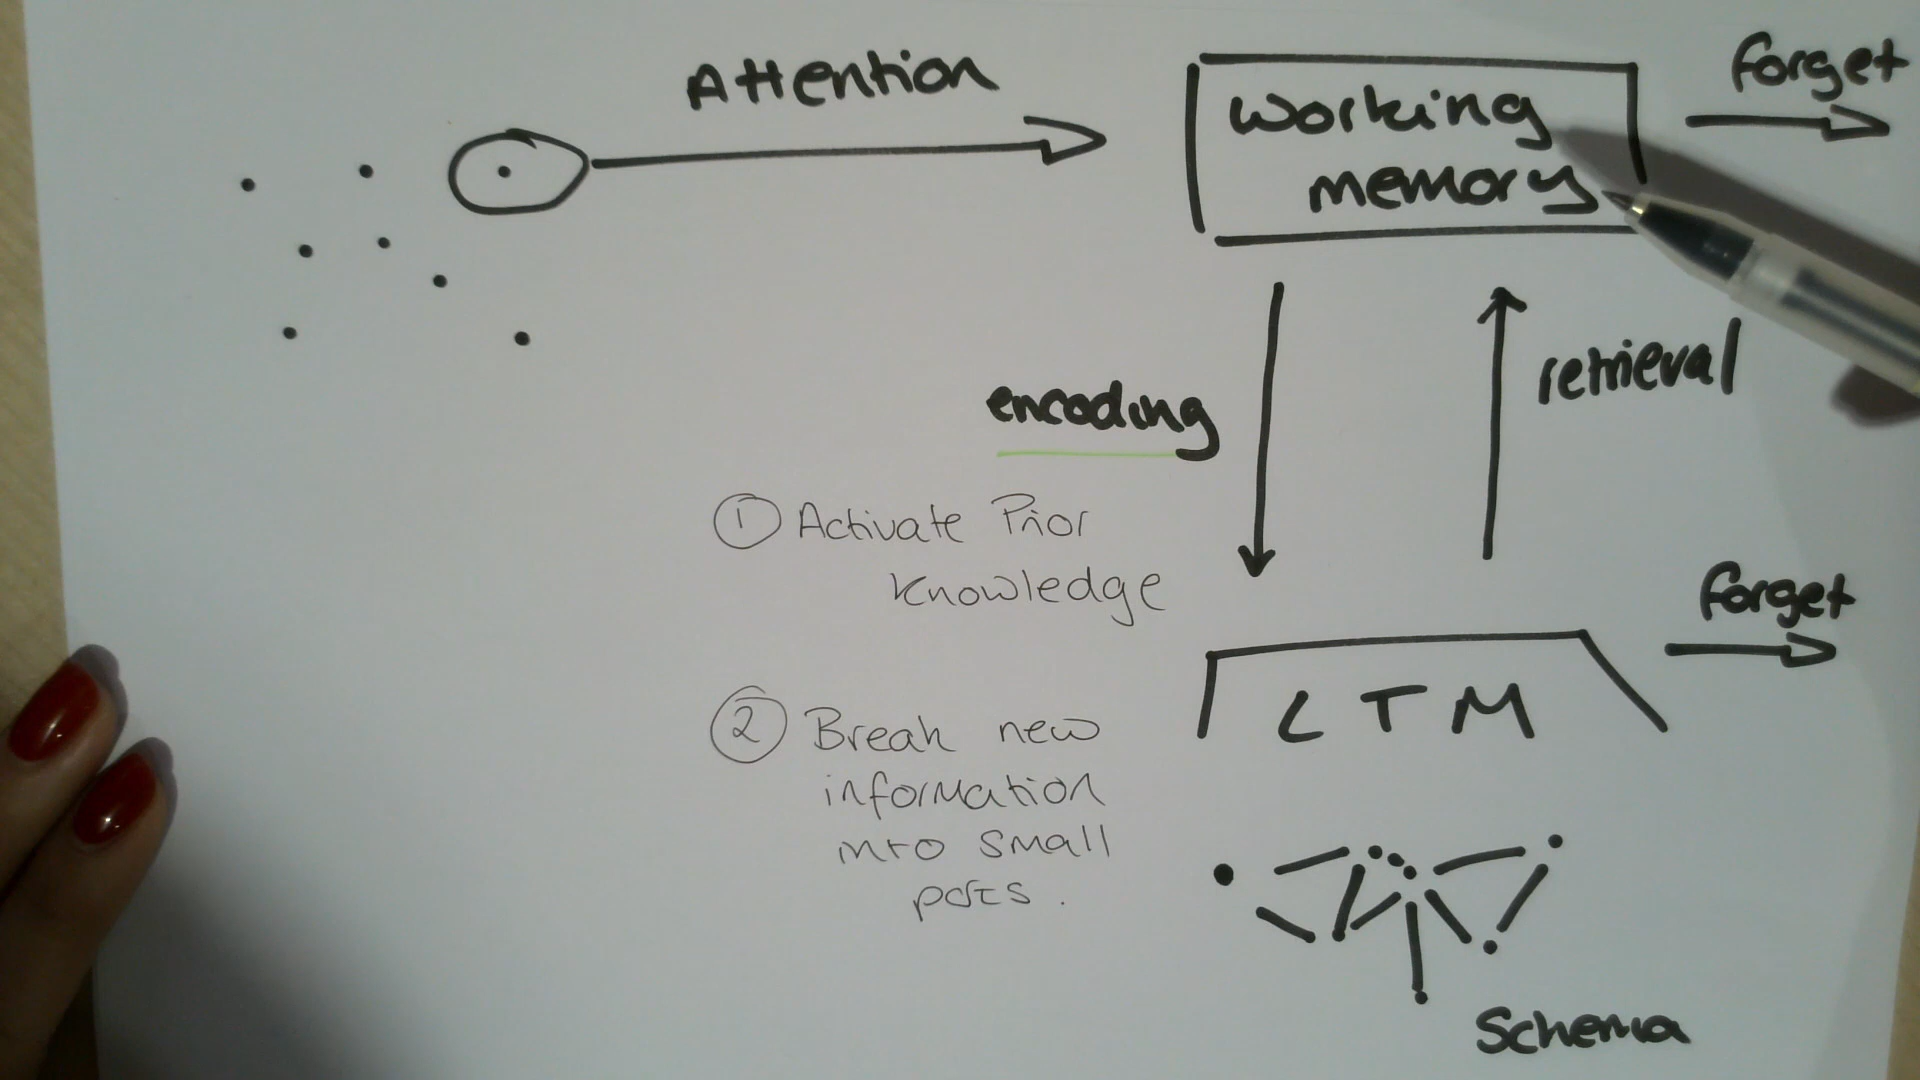 Attention
working
memory
forget
encoding
retrieval
① Activate Prior
knowledge
forget
LTM
② Break new
information
into small
parts.
Schema